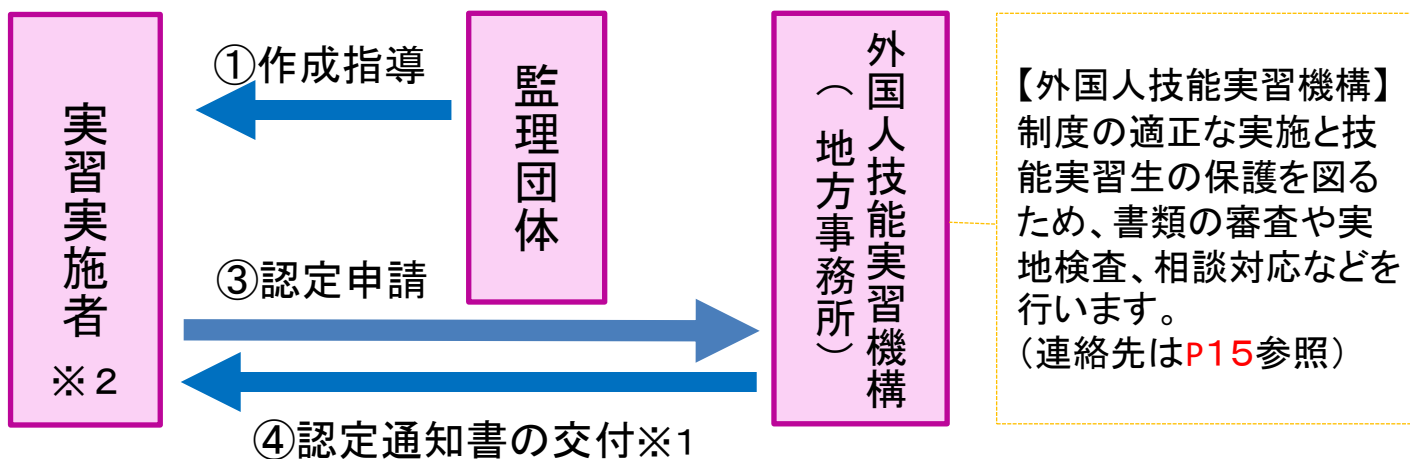 実習実施者
※２
①作成指導
監理団体
③認定申請
④認定通知書の交付※1
外国人技能実習機構
（地方事務所）
【外国人技能実習機構】
制度の適正な実施と技
能実習生の保護を図る
ため、書類の審査や実
地検査、相談対応などを
行います。
（連絡先はP15参照）